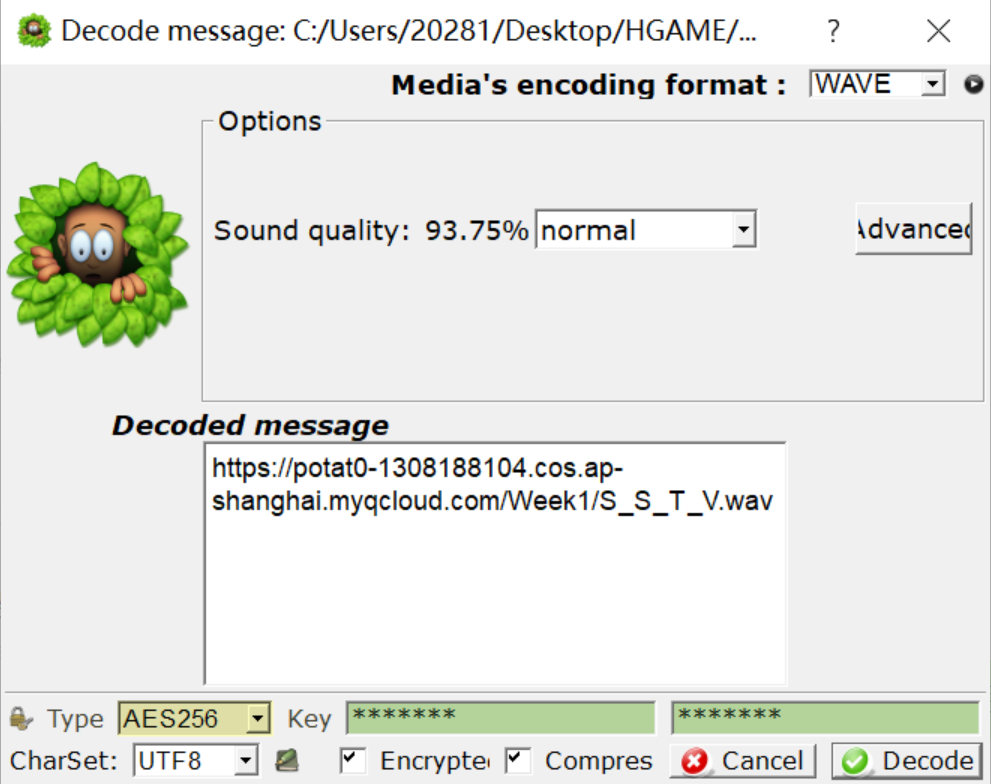 Decode message: C:/Users/20281/Desktop/HGAME/...
?
Media's encoding format : WAVE
Options
Sound quality: 93.75% normal
Advanced
Decoded message
https://potat0-1308188104.cos.ap-
shanghai.myqcloud.com/Week1/S_S_T_V.wav
Type AES256 Key ******* *******
CharSet: UTF8 Encrypte Compres Cancel Decode